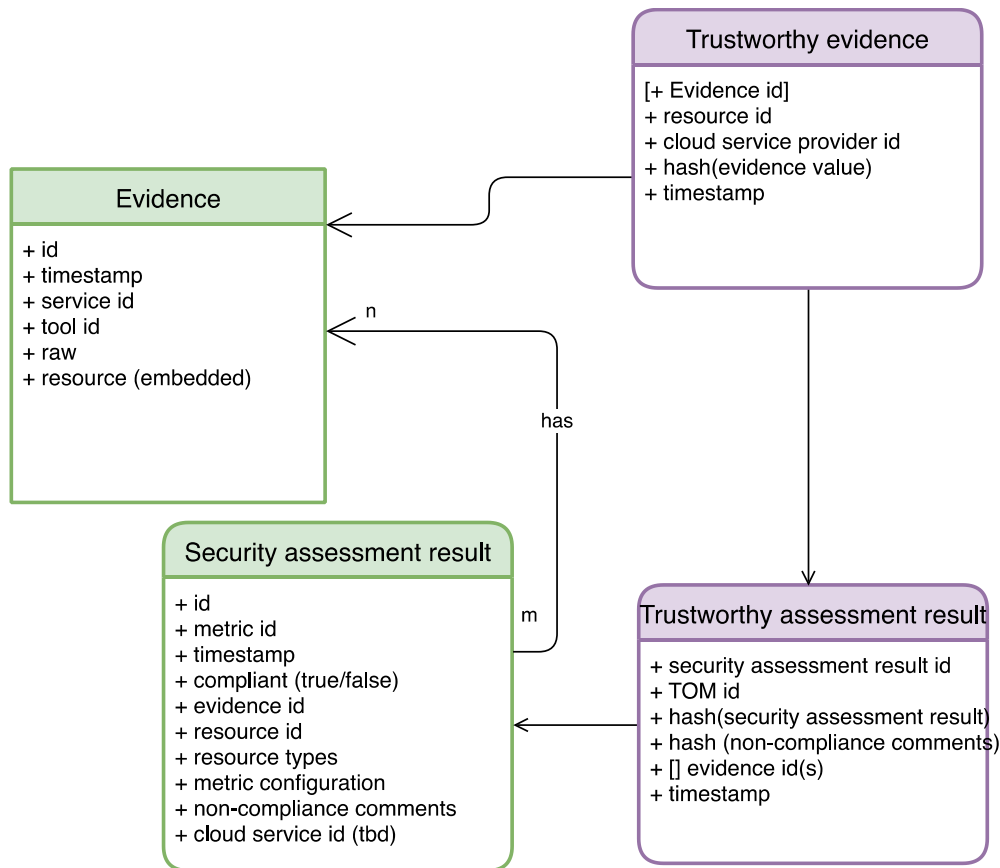 Trustworthy evidence
[+ Evidence id]
+ resource id
+ cloud service provider id
+ hash(evidence value)
+ timestamp
Evidence
+ id
+ timestamp
+ service id
+ tool id
+ raw
+ resource (embedded)
n
has
m
Security assessment result
+ id
+ metric id
+ timestamp
+ compliant (true/false)
+ evidence id
+ resource id
+ resource types
+ metric configuration
+ non-compliance comments
+ cloud service id (tbd)
Trustworthy assessment result
+ security assessment result id
+ TOM id
+ hash(security assessment result)
+ hash (non-compliance comments)
+ [] evidence id(s)
+ timestamp